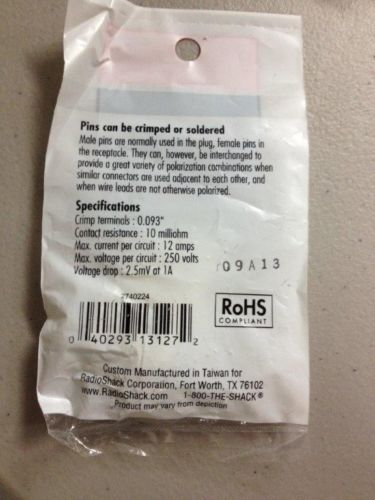 Pins can be crimped or soldered
Male pins are normally used in the plug, female pins in
the receptacle. They can, however, be interchanged to
provide a great variety of polarization combinations when
similar connectors are used adjacent to each other, and
when wire leads are not otherwise polarized.
Specifications
Crimp terminals : 0.093"
Contact resistance : 10 milliohm
Max. current per circuit : 12 amps
Max. voltage per circuit : 250 volts
Voltage drop : 2.5mV at 1A
09A13
2740224
0 40293 13127 2
RoHS
COMPLIANT
Custom Manufactured in Taiwan for
RadioShack Corporation, Fort Worth, TX 76102
www.RadioShack.com 1-800-THE-SHACK®
Product may vary from depiction